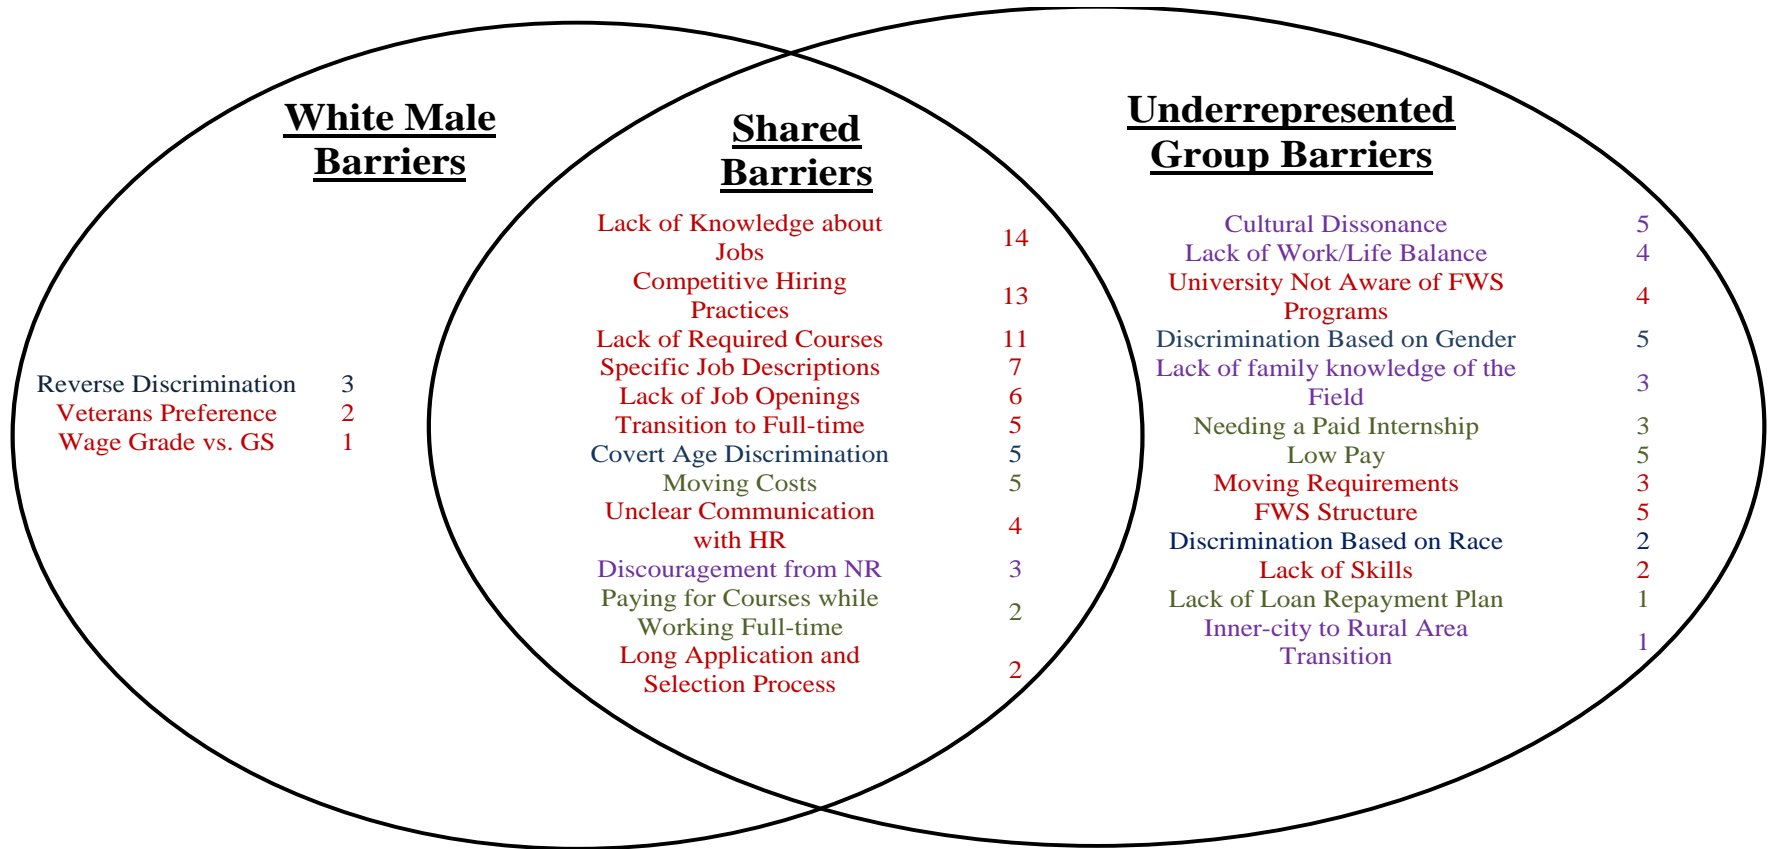 White Male
Barriers
Reverse Discrimination 3
Veterans Preference 2
Wage Grade vs. GS 1
Shared
Barriers
Lack of Knowledge about
Jobs 14
Competitive Hiring
Practices 13
Lack of Required Courses 11
Specific Job Descriptions 7
Lack of Job Openings 6
Transition to Full-time 5
Covert Age Discrimination 5
Moving Costs 5
Unclear Communication
with HR 4
Discouragement from NR 3
Paying for Courses while
Working Full-time 2
Long Application and
Selection Process 2
Underrepresented
Group Barriers
Cultural Dissonance 5
Lack of Work/Life Balance 4
University Not Aware of FWS
Programs 4
Discrimination Based on Gender 5
Lack of family knowledge of the
Field 3
Needing a Paid Internship 3
Low Pay 5
Moving Requirements 3
FWS Structure 5
Discrimination Based on Race 2
Lack of Skills 2
Lack of Loan Repayment Plan 1
Inner-city to Rural Area
Transition 1